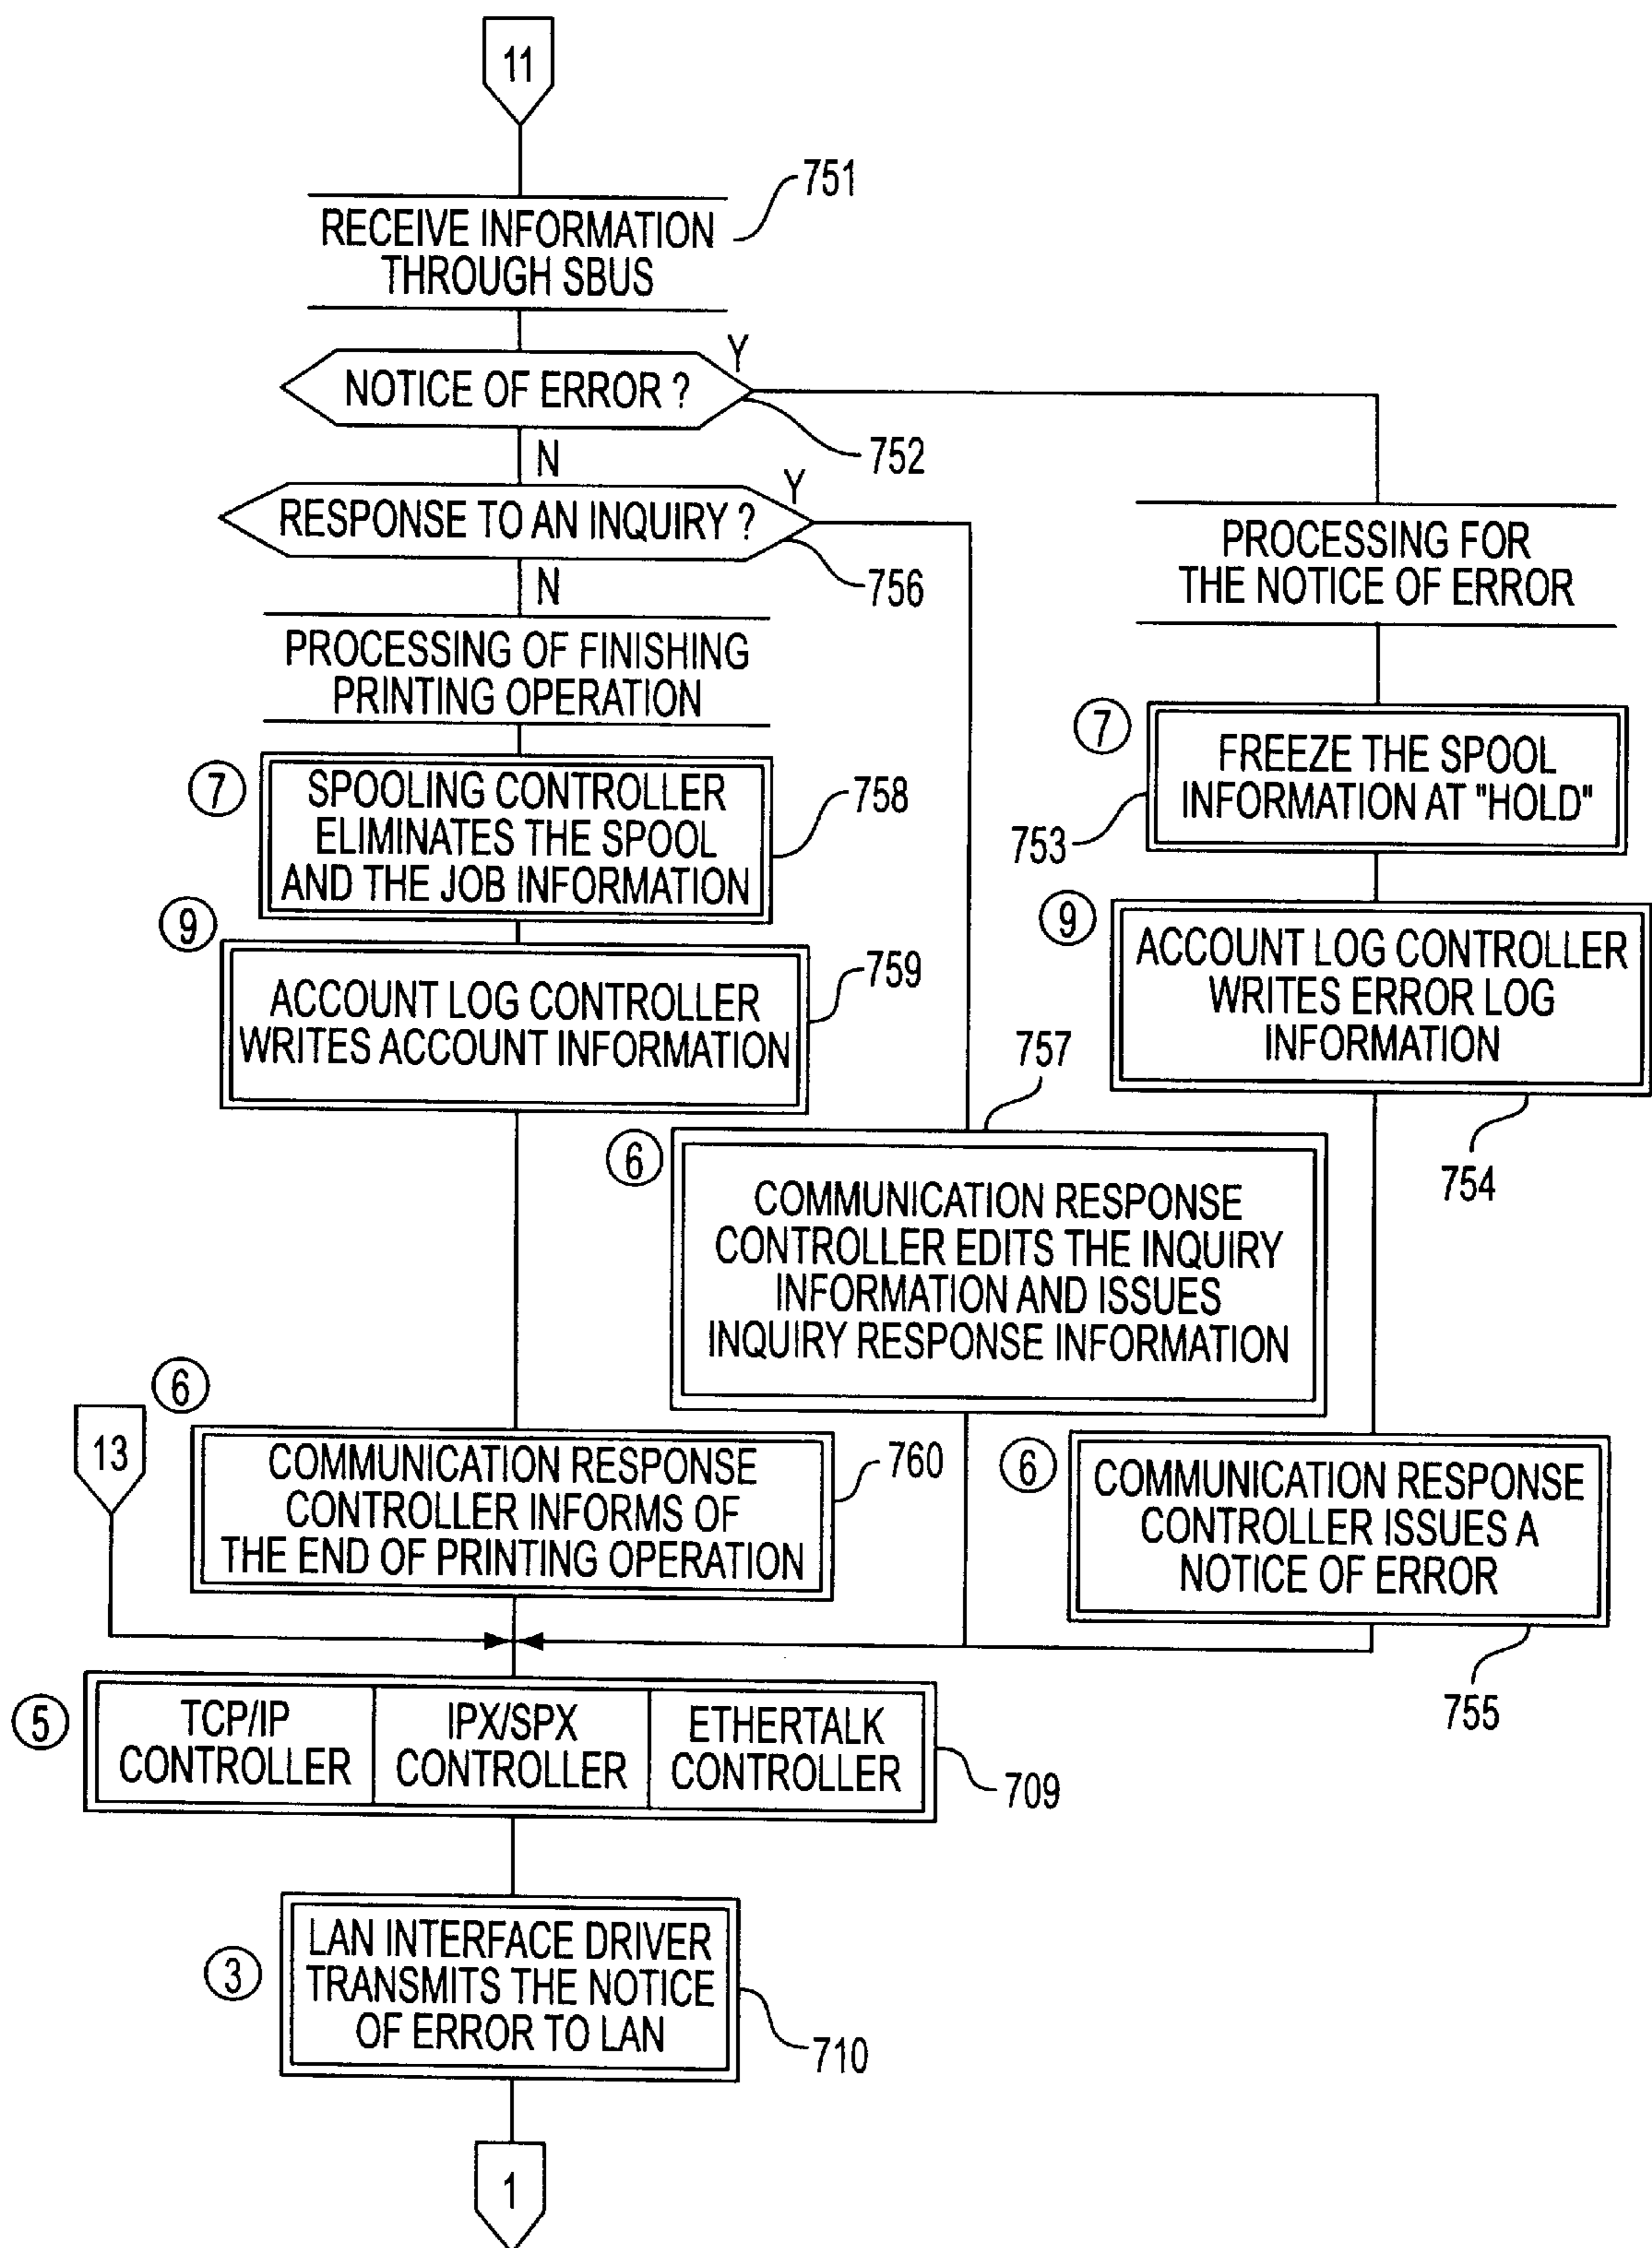 11
751
RECEIVE INFORMATION
THROUGH SBUS
Y
NOTICE OF ERROR ?
752
N
Y
RESPONSE TO AN INQUIRY ?
756
N
PROCESSING FOR
THE NOTICE OF ERROR
PROCESSING OF FINISHING
PRINTING OPERATION
7
SPOOLING CONTROLLER
ELIMINATES THE SPOOL
AND THE JOB INFORMATION
758
7
FREEZE THE SPOOL
INFORMATION AT "HOLD"
753
9
ACCOUNT LOG CONTROLLER
WRITES ACCOUNT INFORMATION
759
9
ACCOUNT LOG CONTROLLER
WRITES ERROR LOG
INFORMATION
754
757
6
COMMUNICATION RESPONSE
CONTROLLER EDITS THE INQUIRY
INFORMATION AND ISSUES
INQUIRY RESPONSE INFORMATION
6
13
COMMUNICATION RESPONSE
CONTROLLER INFORMS OF
THE END OF PRINTING OPERATION
760
6
COMMUNICATION RESPONSE
CONTROLLER ISSUES A
NOTICE OF ERROR
755
5
TCP/IP
CONTROLLER
IPX/SPX
CONTROLLER
ETHERTALK
CONTROLLER
709
3
LAN INTERFACE DRIVER
TRANSMITS THE NOTICE
OF ERROR TO LAN
710
1